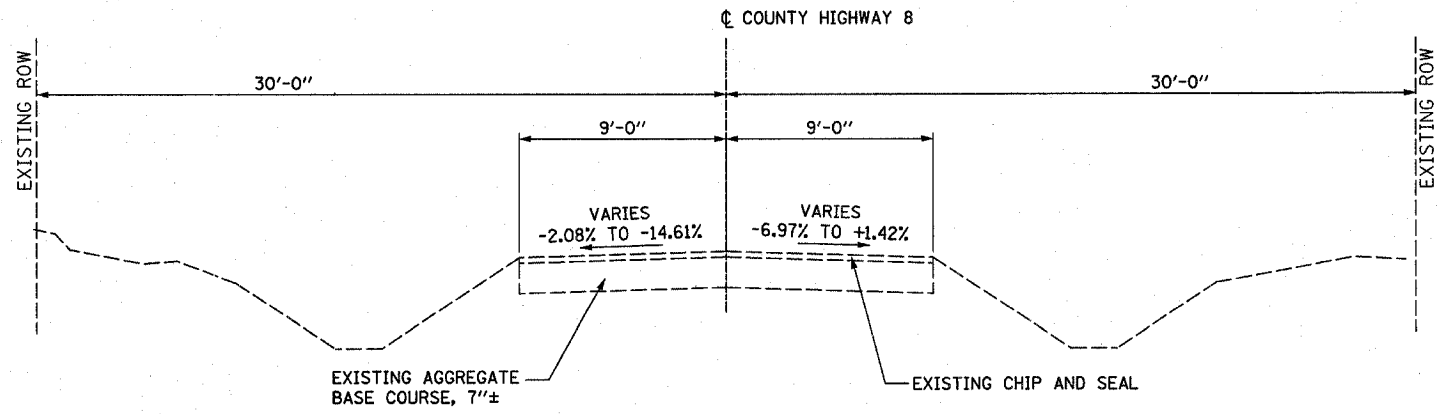 ℄ COUNTY HIGHWAY 8
EXISTING ROW
30'-0"
30'-0"
EXISTING ROW
9'-0"
9'-0"
VARIES
-2.08% TO -14.61%
VARIES
-6.97% TO +1.42%
EXISTING AGGREGATE
BASE COURSE, 7"±
EXISTING CHIP AND SEAL